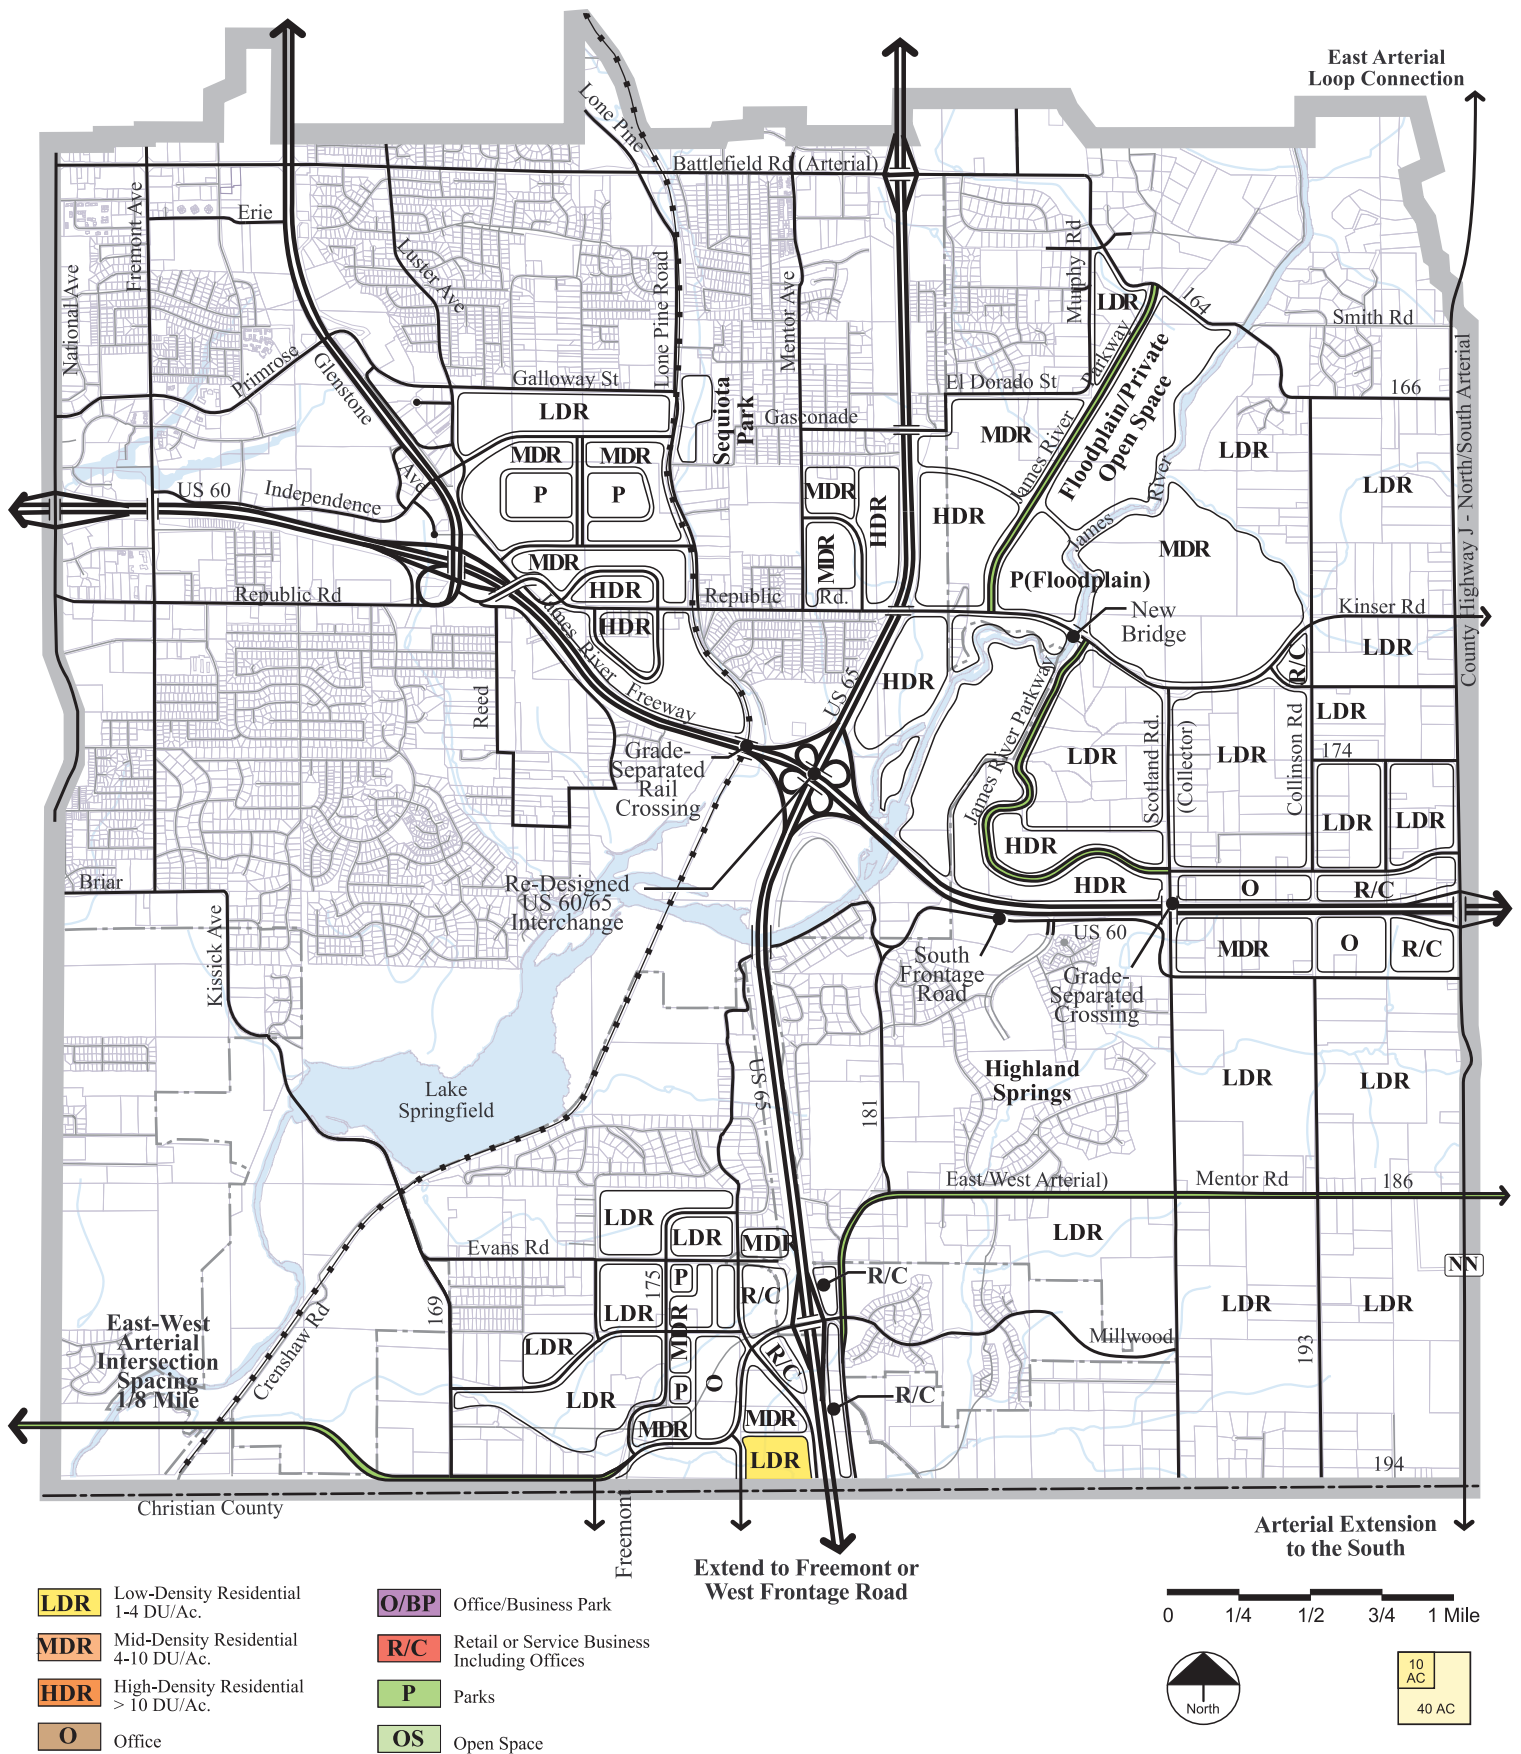 East Arterial
Loop Connection
Lone Pine
Battlefield Rd (Arterial)
Fremont Ave
Erie
National Ave
Luster Ave
Lone Pine Road
Mentor Ave
Murphy Rd
LDR
164
Smith Rd
Primrose
Glenstone
Ave
Galloway St
LDR
Sequiota
Park
Gasconade
El Dorado St
James River
Parkway
Floodplain/Private
Open Space
166
County Highway J - North/South Arterial
MDR
MDR
P
P
MDR
MDR
HDR
MDR
HDR
LDR
LDR
US 60
Independence
James
River
MDR
MDR
HDR
HDR
P(Floodplain)
Republic Rd
Republic
Rd.
New
Bridge
Kinser Rd
LDR
R/C
James River
Freeway
US 65
HDR
Reed
James River Parkway
LDR
Scotland Rd.
(Collector)
LDR
Collinson Rd
LDR
174
Grade-
Separated
Rail
Crossing
HDR
LDR
LDR
Briar
Re-Designed
US 60/65
Interchange
HDR
O
R/C
Kissick Ave
US 60
MDR
O
R/C
South
Frontage
Road
Grade-
Separated
Crossing
Highland
Springs
LDR
LDR
Lake
Springfield
US 65
181
East/West Arterial)
Mentor Rd
186
LDR
LDR
MDR
LDR
Evans Rd
R/C
NN
P
175
R/C
LDR
MDR
LDR
LDR
169
East-West
Arterial
Intersection
Spacing
1/8 Mile
Crenshaw Rd
LDR
R/C
Millwood
193
LDR
P
O
R/C
MDR
MDR
LDR
194
Christian County
Freemont
Extend to Freemont or
West Frontage Road
Arterial Extension
to the South
LDR
Low-Density Residential
1-4 DU/Ac.
MDR
Mid-Density Residential
4-10 DU/Ac.
HDR
High-Density Residential
> 10 DU/Ac.
O
Office
O/BP
Office/Business Park
R/C
Retail or Service Business
Including Offices
P
Parks
OS
Open Space
0 1/4 1/2 3/4 1 Mile
North
10
AC
40 AC